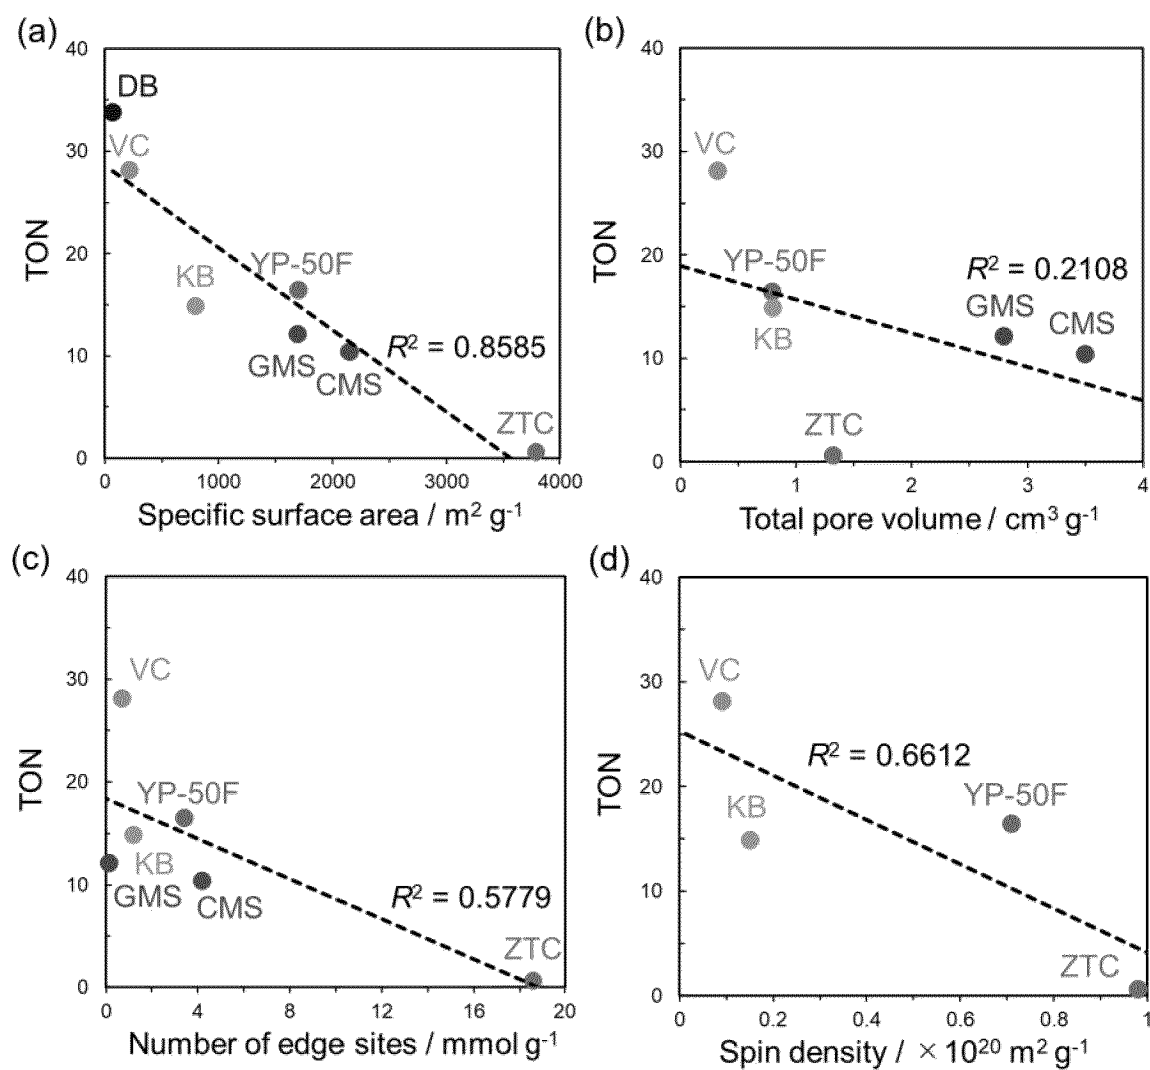 (a)
40
30
20
10
0
TON
DB
VC
KB
YP-50F
GMS
CMS
ZTC
R² = 0.8585
0 1000 2000 3000 4000
Specific surface area / m² g⁻¹
(b)
40
30
20
10
0
TON
VC
YP-50F
KB
ZTC
R² = 0.2108
GMS
CMS
0 1 2 3 4
Total pore volume / cm³ g⁻¹
(c)
40
30
20
10
0
TON
VC
YP-50F
KB
GMS
CMS
R² = 0.5779
ZTC
0 4 8 12 16 20
Number of edge sites / mmol g⁻¹
(d)
40
30
20
10
0
TON
VC
KB
R² = 0.6612
YP-50F
ZTC
0 0.2 0.4 0.6 0.8 1
Spin density / ×10²⁰ m² g⁻¹